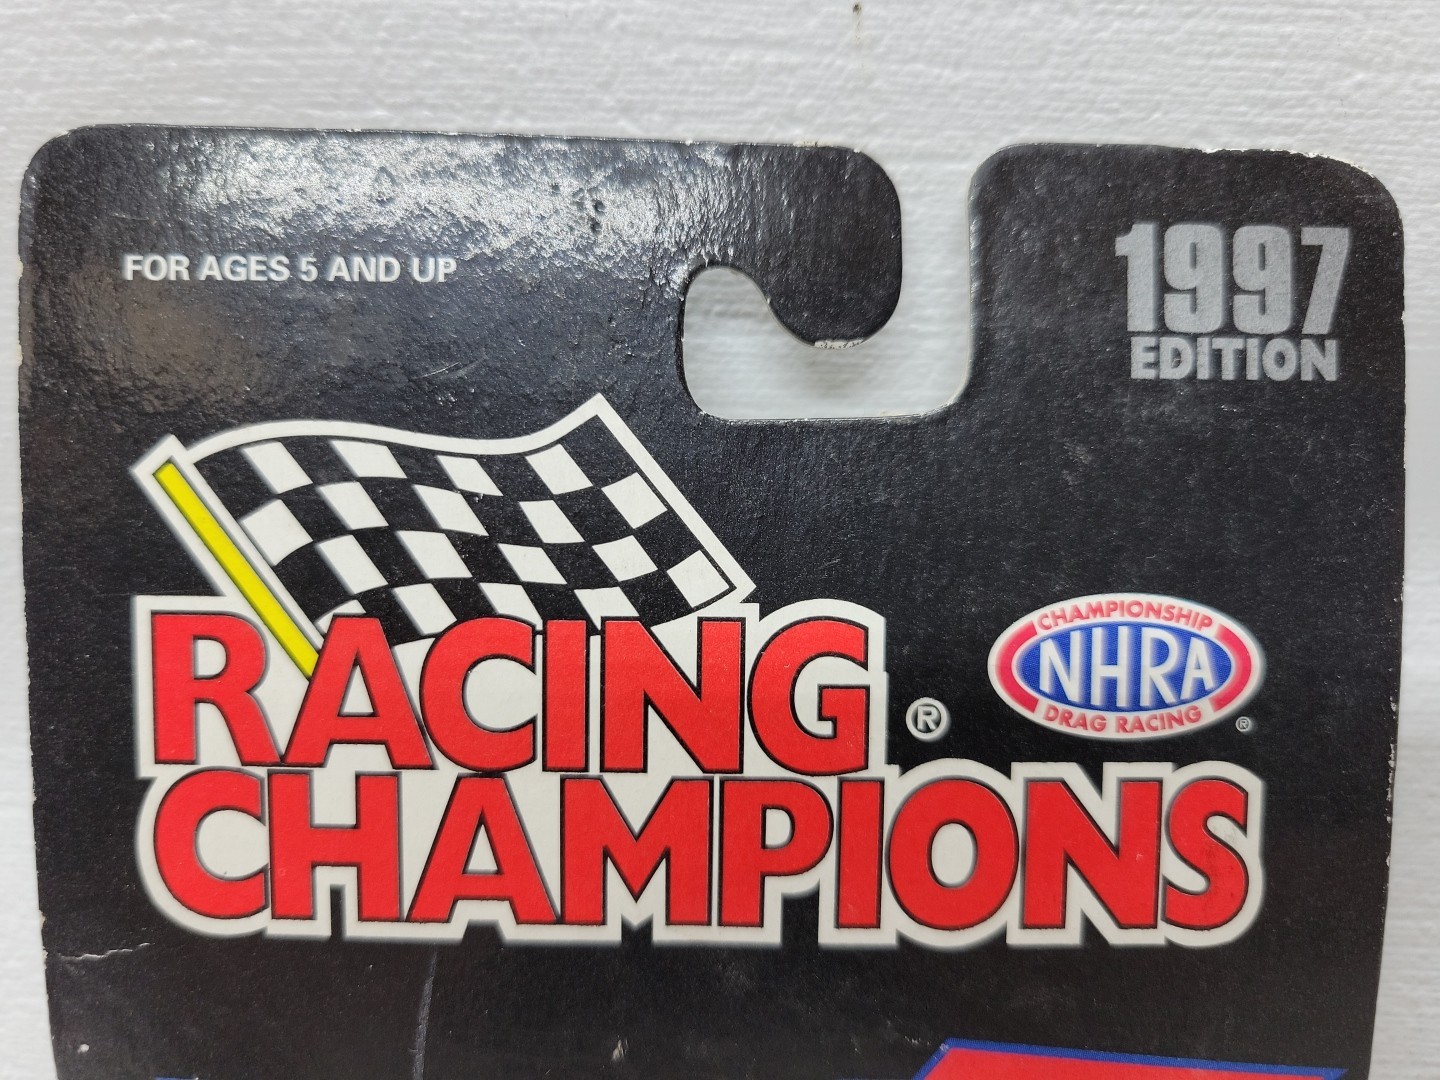 FOR AGES 5 AND UP
1997
EDITION
RACING ®
CHAMPIONS
CHAMPIONSHIP
NHRA
DRAG RACING ®